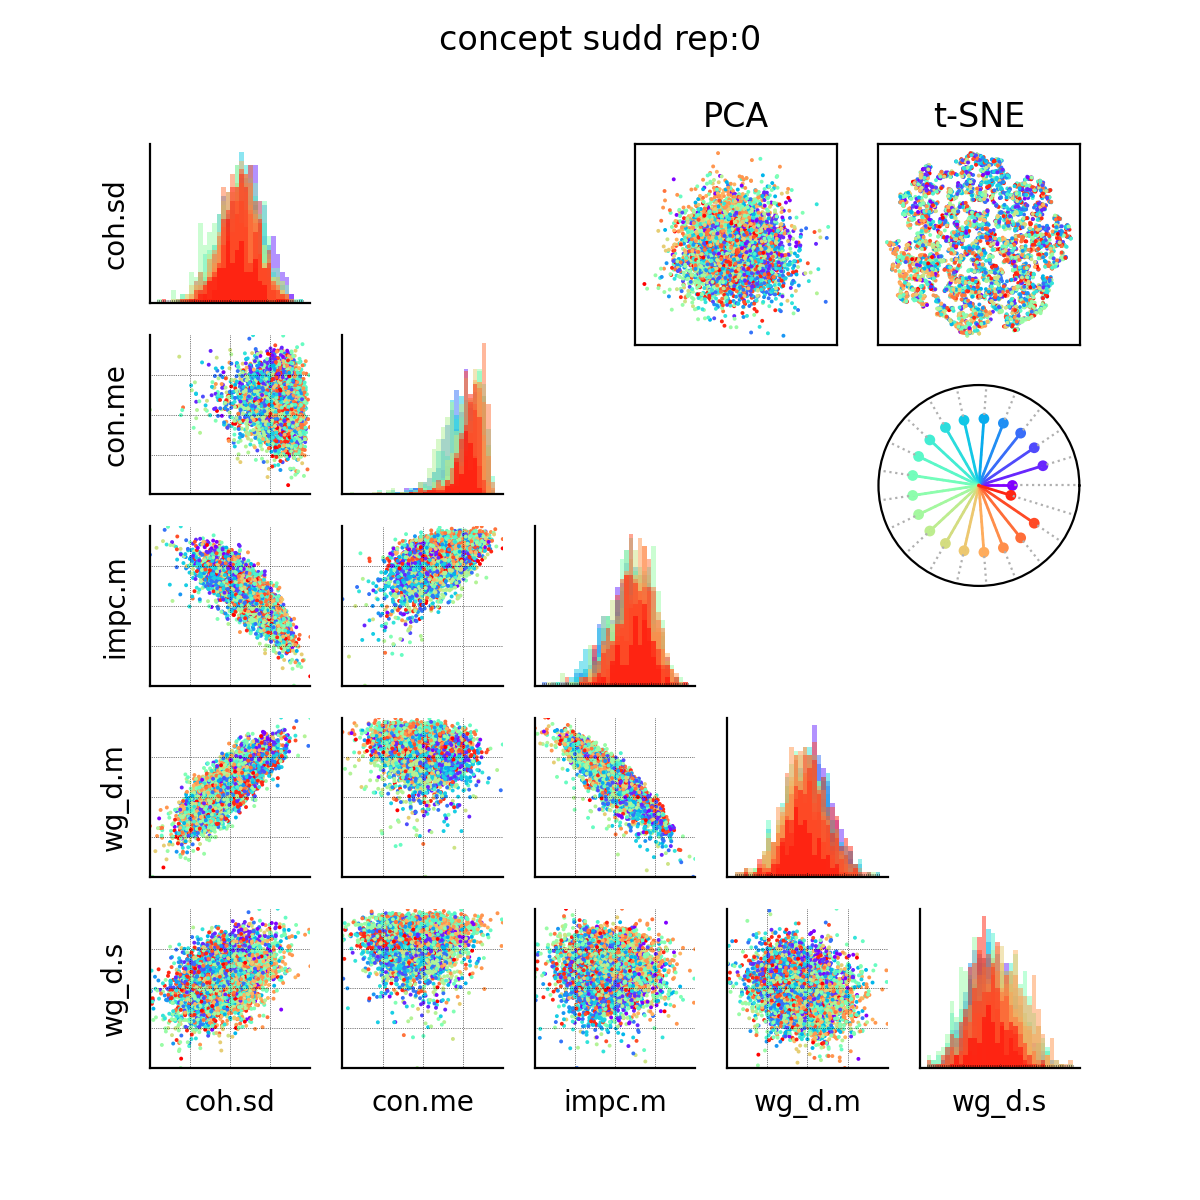 concept sudd rep:0
PCA
t-SNE
coh.sd
con.me
impc.m
wg_d.m
wg_d.s
coh.sd
con.me
impc.m
wg_d.m
wg_d.s